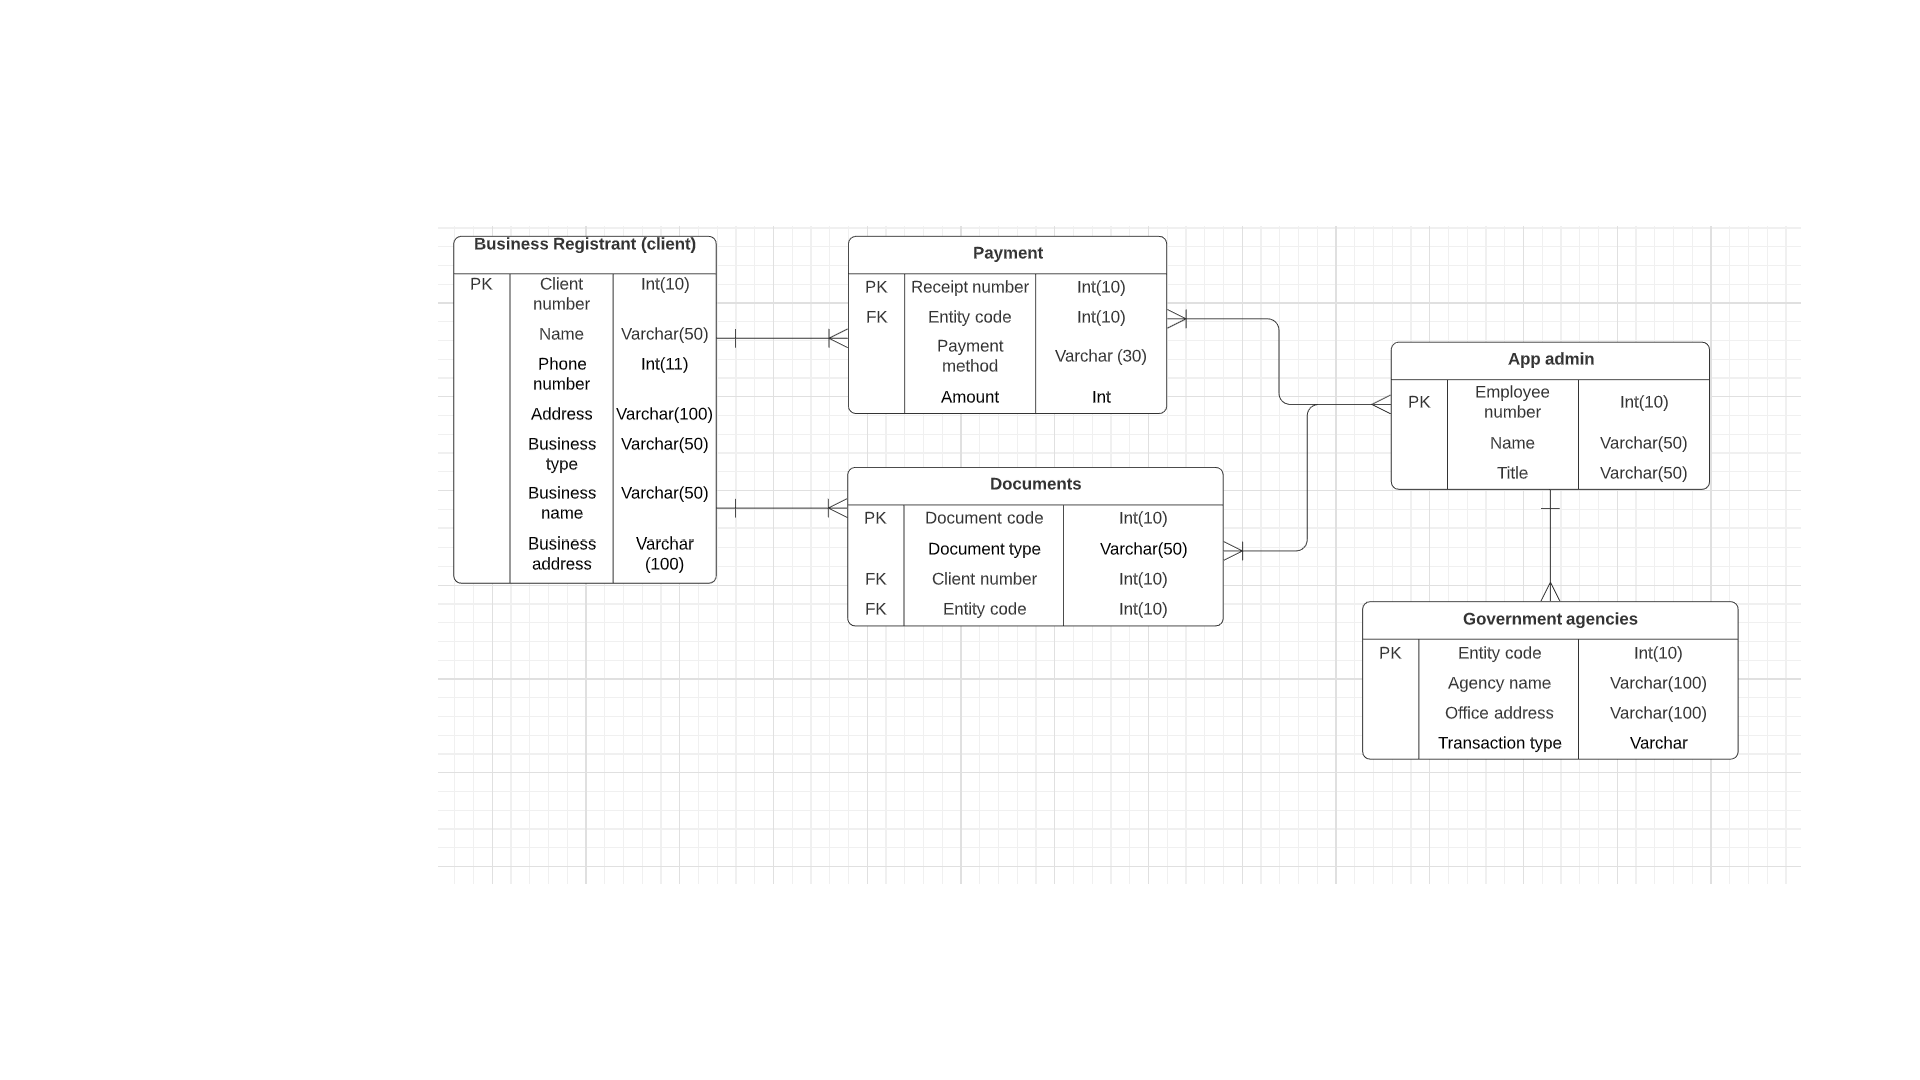 Business Registrant (client)
PK Client number Int(10)
Name Varchar(50)
Phone number Int(11)
Address Varchar(100)
Business type Varchar(50)
Business name Varchar(50)
Business address Varchar (100)
Payment
PK Receipt number Int(10)
FK Entity code Int(10)
Payment method Varchar (30)
Amount Int
Documents
PK Document code Int(10)
Document type Varchar(50)
FK Client number Int(10)
FK Entity code Int(10)
App admin
PK Employee number Int(10)
Name Varchar(50)
Title Varchar(50)
Government agencies
PK Entity code Int(10)
Agency name Varchar(100)
Office address Varchar(100)
Transaction type Varchar